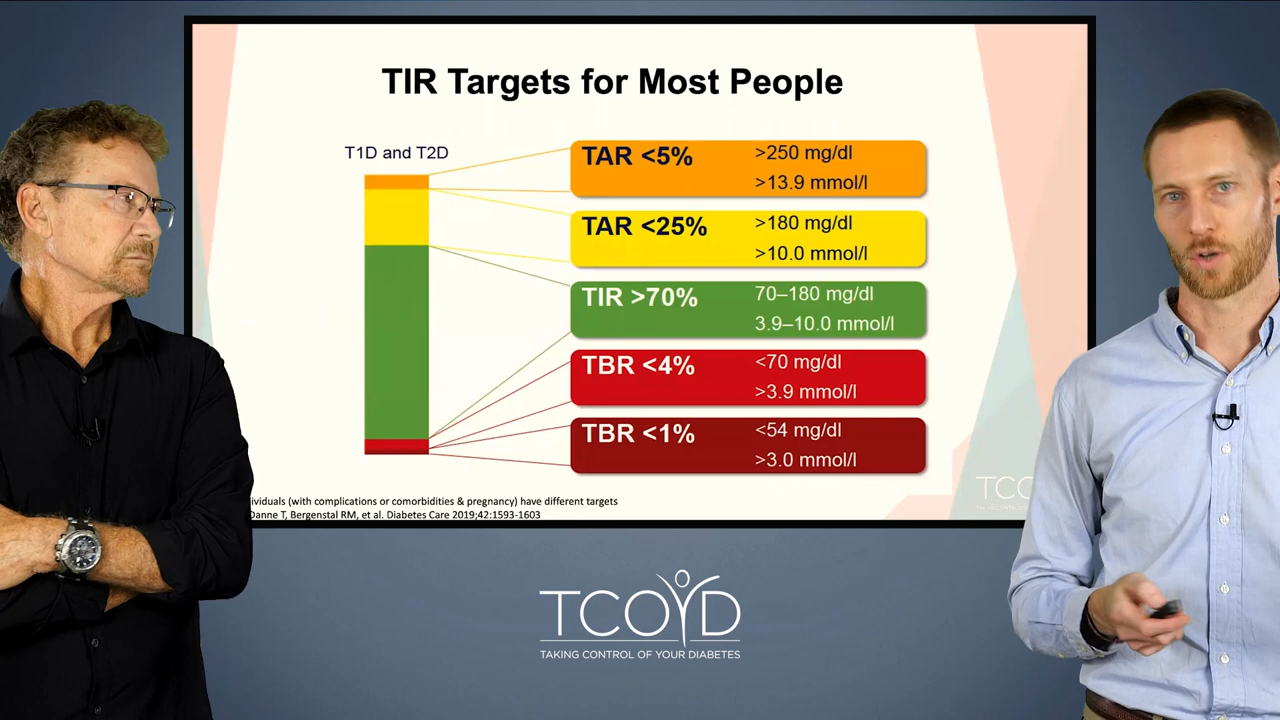 TIR Targets for Most People
T1D and T2D
TAR <5%
>250 mg/dl
>13.9 mmol/l
TAR <25%
>180 mg/dl
>10.0 mmol/l
TIR >70%
70–180 mg/dl
3.9–10.0 mmol/l
TBR <4%
<70 mg/dl
>3.9 mmol/l
TBR <1%
<54 mg/dl
>3.0 mmol/l
(with complications or comorbidities & pregnancy) have different targets
Danne T, Bergenstal RM, et al. Diabetes Care 2019;42:1593-1603
TCOYD
TAKING CONTROL OF YOUR DIABETES